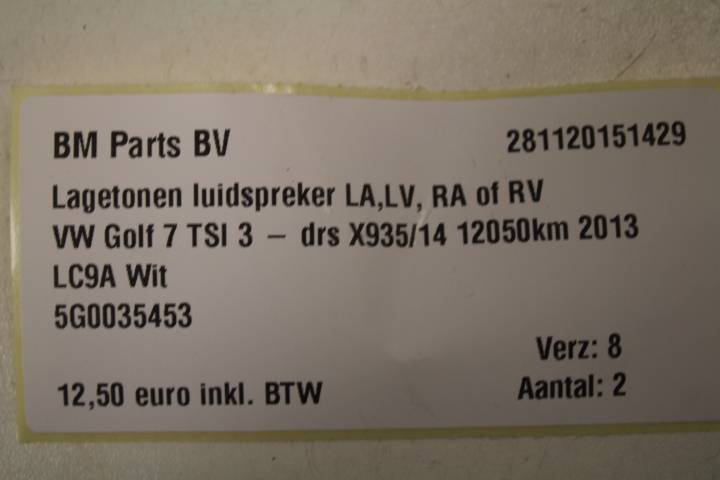 BM Parts BV 281120151429
Lagetonen luidspreker LA,LV, RA of RV
VW Golf 7 TSI 3 – drs X935/14 12050km 2013
LC9A Wit
5G0035453
Verz: 8
12,50 euro inkl. BTW Aantal: 2